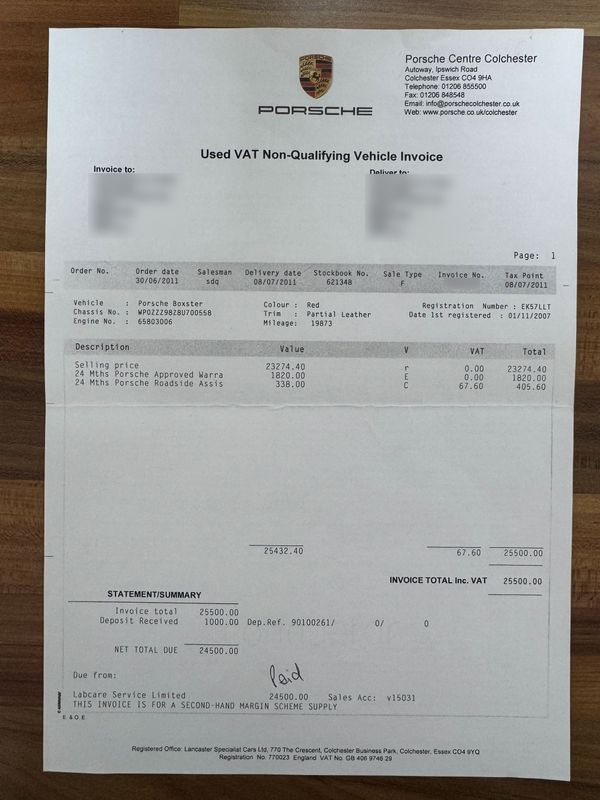 PORSCHE
PORSCHE
Porsche Centre Colchester
Autoway, Ipswich Road
Colchester Essex CO4 9HA
Telephone: 01206 855500
Fax: 01206 848548
Email: info@porschecolchester.co.uk
Web: www.porsche.co.uk/colchester
Used VAT Non-Qualifying Vehicle Invoice
Invoice to: Deliver to:
Page: 1
Order No. Order date Salesman Delivery date Stockbook No. Sale Type Invoice No. Tax Point
30/06/2011 sdq 08/07/2011 621348 F 08/07/2011
Vehicle : Porsche Boxster Colour : Red Registration Number : EK57LLT
Chassis No. : WP0ZZZ98Z8U700558 Trim : Partial Leather Date 1st registered : 01/11/2007
Engine No. : 65803006 Mileage: 19873
Description Value V VAT Total
Selling price 23274.40 r 0.00 23274.40
24 Mths Porsche Approved Warra 1820.00 E 0.00 1820.00
24 Mths Porsche Roadside Assis 338.00 C 67.60 405.60
25432.40 67.60 25500.00
INVOICE TOTAL Inc. VAT 25500.00
STATEMENT/SUMMARY
Invoice total 25500.00
Deposit Received 1000.00 Dep.Ref. 90100261/ 0/ 0
NET TOTAL DUE 24500.00
Due from: Paid
Labcare Service Limited 24500.00 Sales Acc: v15031
THIS INVOICE IS FOR A SECOND-HAND MARGIN SCHEME SUPPLY
E. & O. E
Registered Office: Lancaster Specialist Cars Ltd, 770 The Crescent, Colchester Business Park, Colchester, Essex CO4 9YQ
Registration No. 770023 England VAT No. GB 406 9746 29